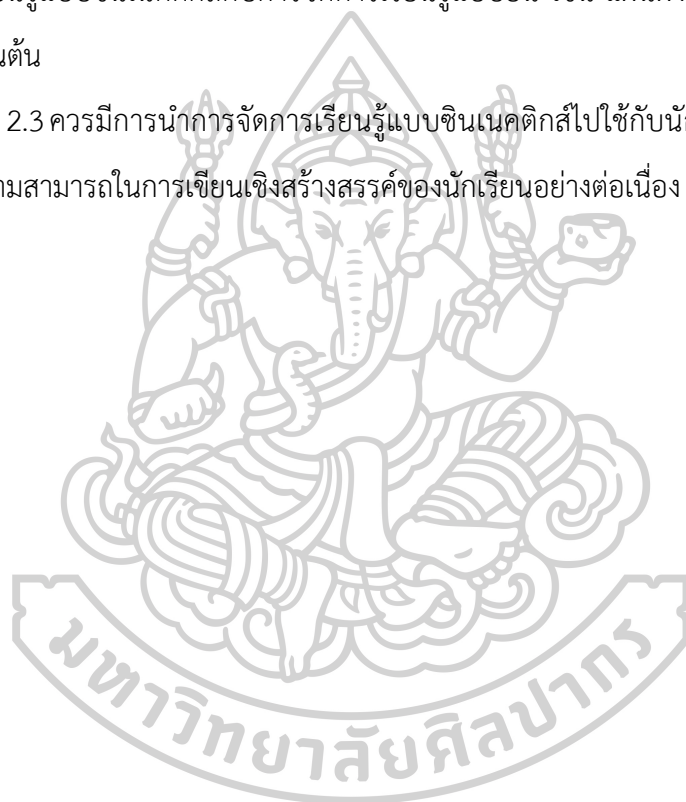 2.3 ควรมีการนำการจัดการเรียนรู้แบบซินเนคติกส์ไปใช้กับ
ามสามารถในการเขียนเชิงสร้างสรรค์ของนักเรียนอย่างต่อเนื่อง
มหาวิทยาลัยศิลปากร